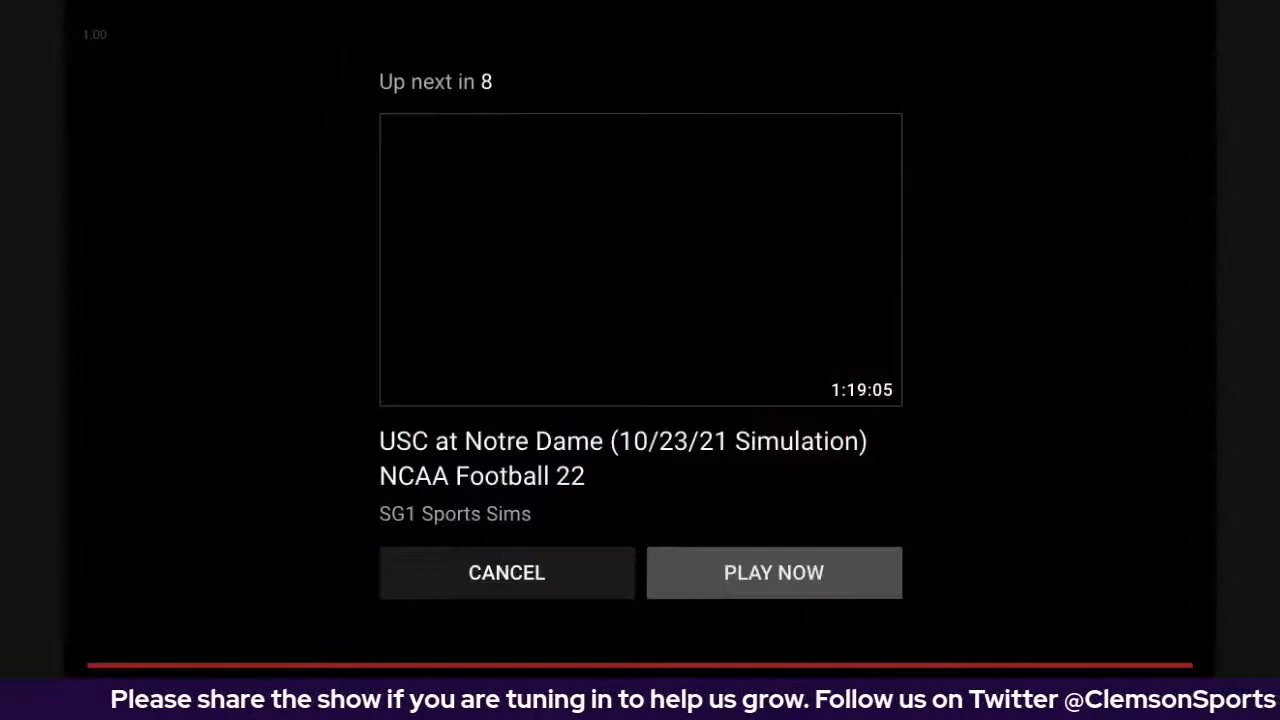 1.00
Up next in 8
1:19:05
USC at Notre Dame (10/23/21 Simulation)
NCAA Football 22
SG1 Sports Sims
CANCEL PLAY NOW
Please share the show if you are tuning in to help us grow. Follow us on Twitter @ClemsonSports